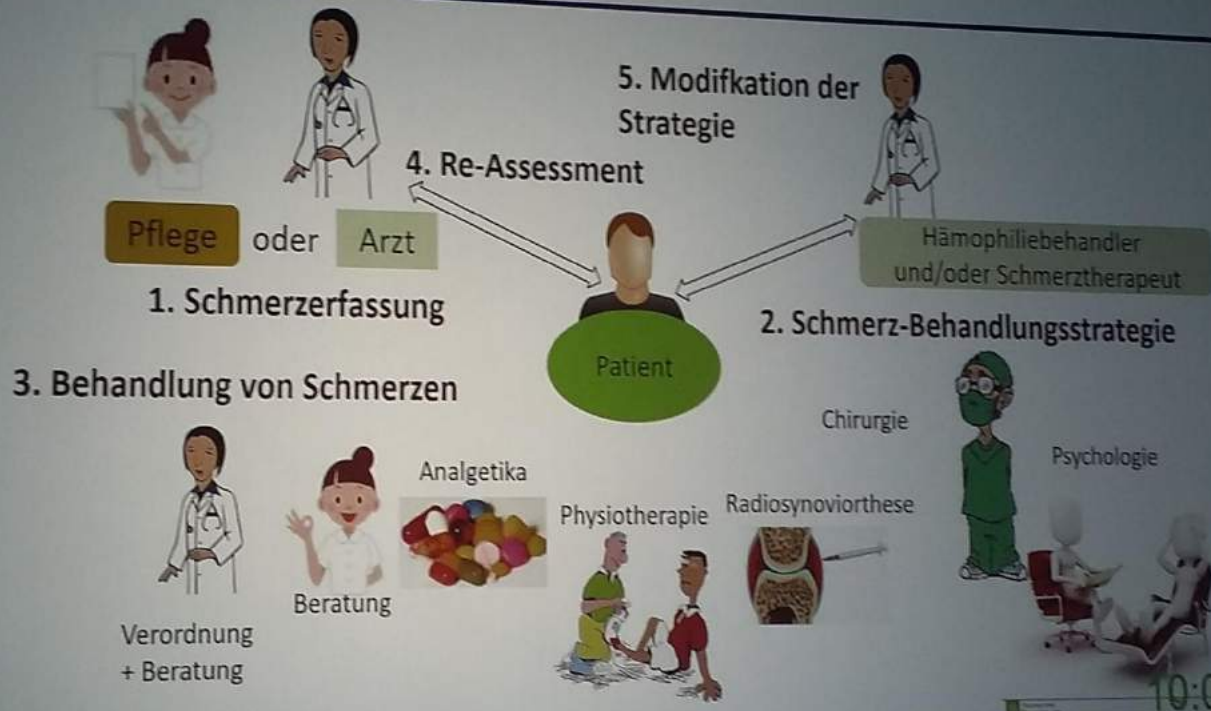 5. Modifkation der
Strategie
4. Re-Assessment
Pflege oder Arzt
Hämophiliebehandler
und/oder Schmerztherapeut
1. Schmerzerfassung
2. Schmerz-Behandlungsstrategie
Patient
3. Behandlung von Schmerzen
Chirurgie
Psychologie
Analgetika
Physiotherapie
Radiosynoviorthese
Beratung
Verordnung
+ Beratung